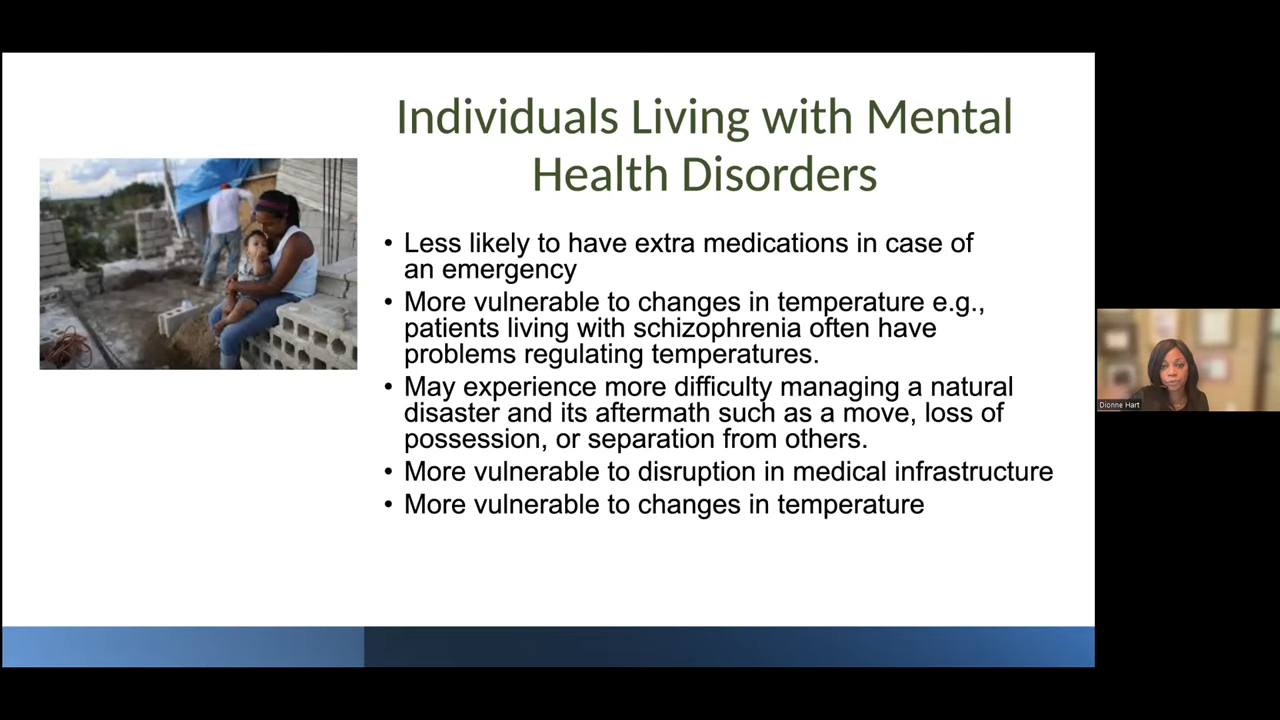 Individuals Living with Mental
Health Disorders
• Less likely to have extra medications in case of
an emergency
• More vulnerable to changes in temperature e.g.,
patients living with schizophrenia often have
problems regulating temperatures.
• May experience more difficulty managing a natural
disaster and its aftermath such as a move, loss of
possession, or separation from others.
• More vulnerable to disruption in medical infrastructure
• More vulnerable to changes in temperature
Dionne Hart